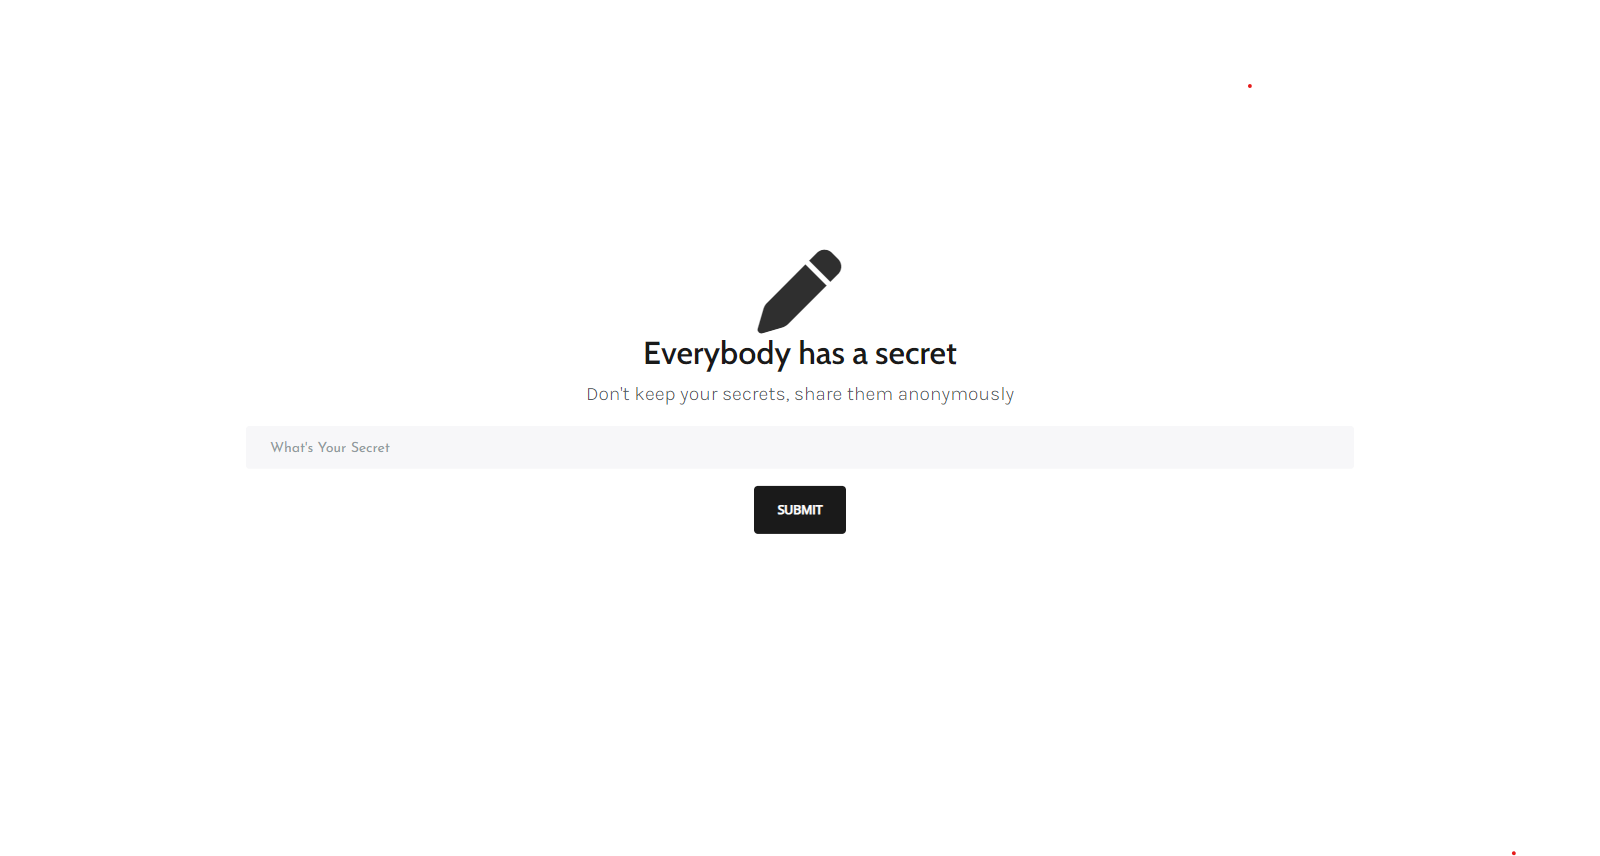 Everybody has a secret
Don't keep your secrets, share them anonymously
What's Your Secret
SUBMIT